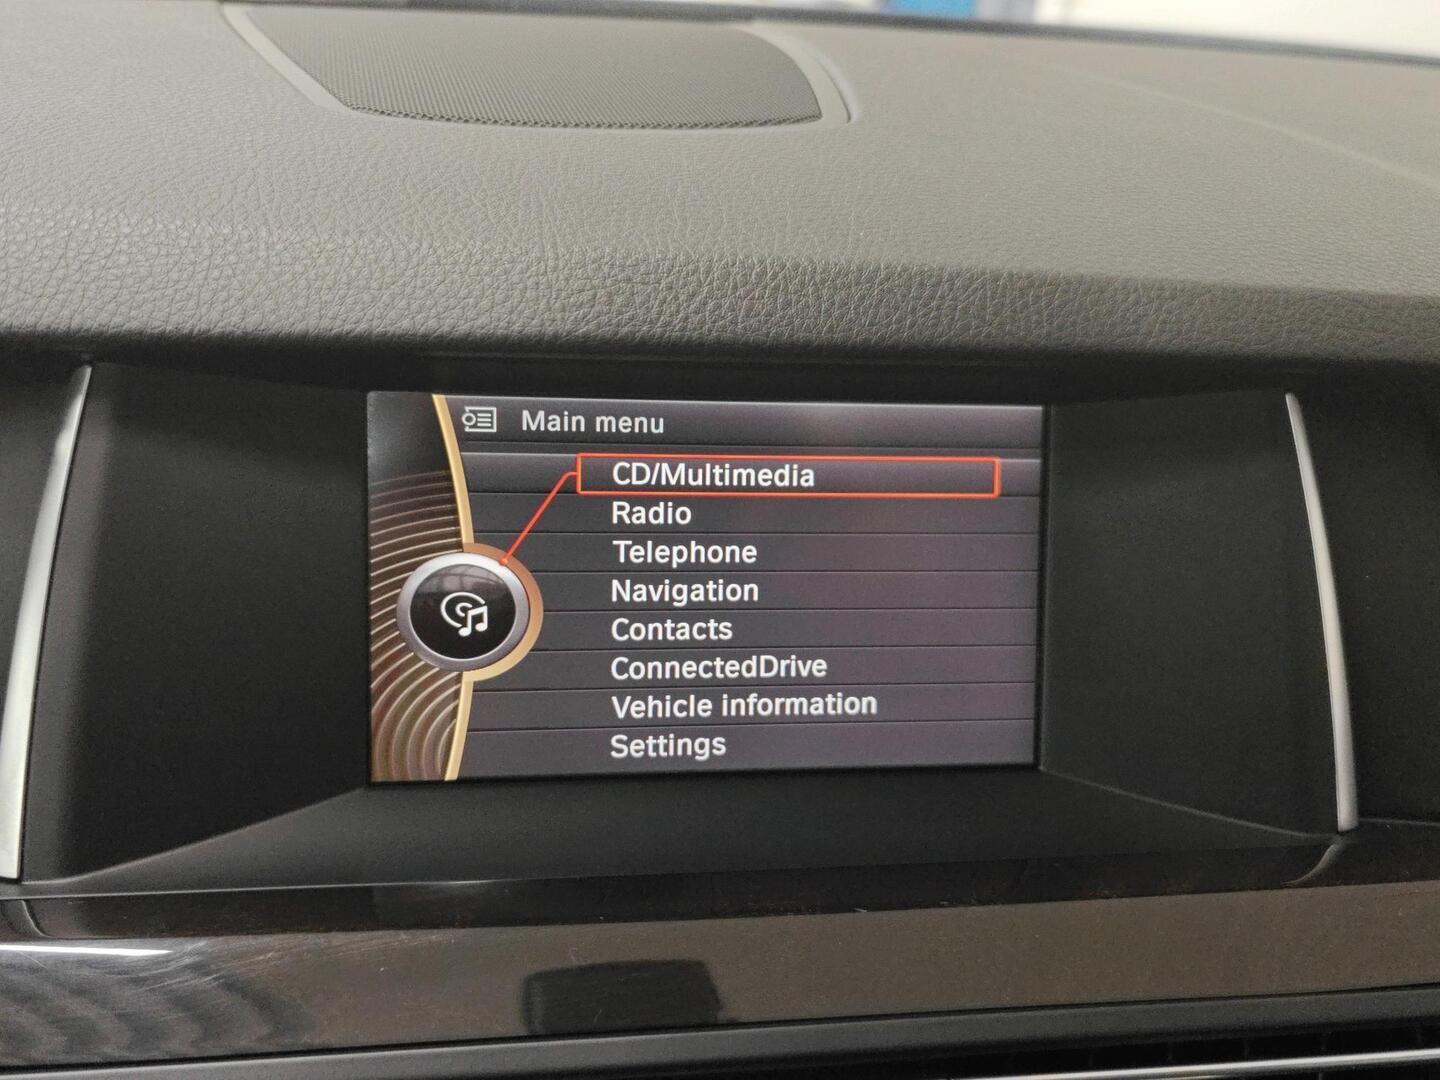 Main menu
CD/Multimedia
Radio
Telephone
Navigation
Contacts
ConnectedDrive
Vehicle information
Settings